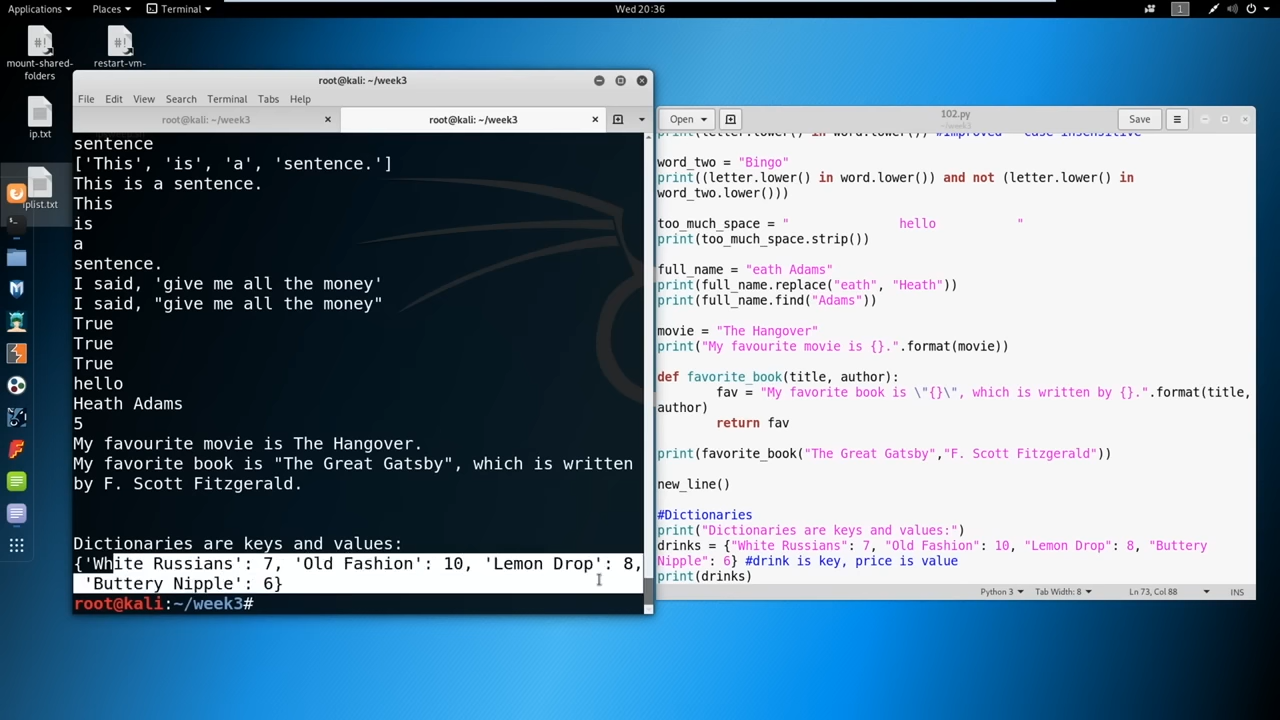 Applications Places Terminal Wed 20:36 1
mount-shared-folders
restart-vm-
ip.txt
iplist.txt
root@kali: ~/week3
File Edit View Search Terminal Tabs Help
root@kali: ~/week3 root@kali: ~/week3
sentence
['This', 'is', 'a', 'sentence.']
This is a sentence.
This
is
a
sentence.
I said, 'give me all the money'
I said, "give me all the money"
True
True
True
hello
Heath Adams
5
My favourite movie is The Hangover.
My favorite book is "The Great Gatsby", which is written
by F. Scott Fitzgerald.
Dictionaries are keys and values:
{'White Russians': 7, 'Old Fashion': 10, 'Lemon Drop': 8,
'Buttery Nipple': 6}
root@kali:~/week3#
Open 102.py Save
~/week3
print(letter.lower() in word.lower()) #improved - case insensitive
word_two = "Bingo"
print((letter.lower() in word.lower()) and not (letter.lower() in
word_two.lower()))
too_much_space = " hello "
print(too_much_space.strip())
full_name = "eath Adams"
print(full_name.replace("eath", "Heath"))
print(full_name.find("Adams"))
movie = "The Hangover"
print("My favourite movie is {}.".format(movie))
def favorite_book(title, author):
fav = "My favorite book is \"{}\", which is written by {}.".format(title,
author)
return fav
print(favorite_book("The Great Gatsby","F. Scott Fitzgerald"))
new_line()
#Dictionaries
print("Dictionaries are keys and values:")
drinks = {"White Russians": 7, "Old Fashion": 10, "Lemon Drop": 8, "Buttery
Nipple": 6} #drink is key, price is value
print(drinks)
Python 3 Tab Width: 8 Ln 73, Col 88 INS